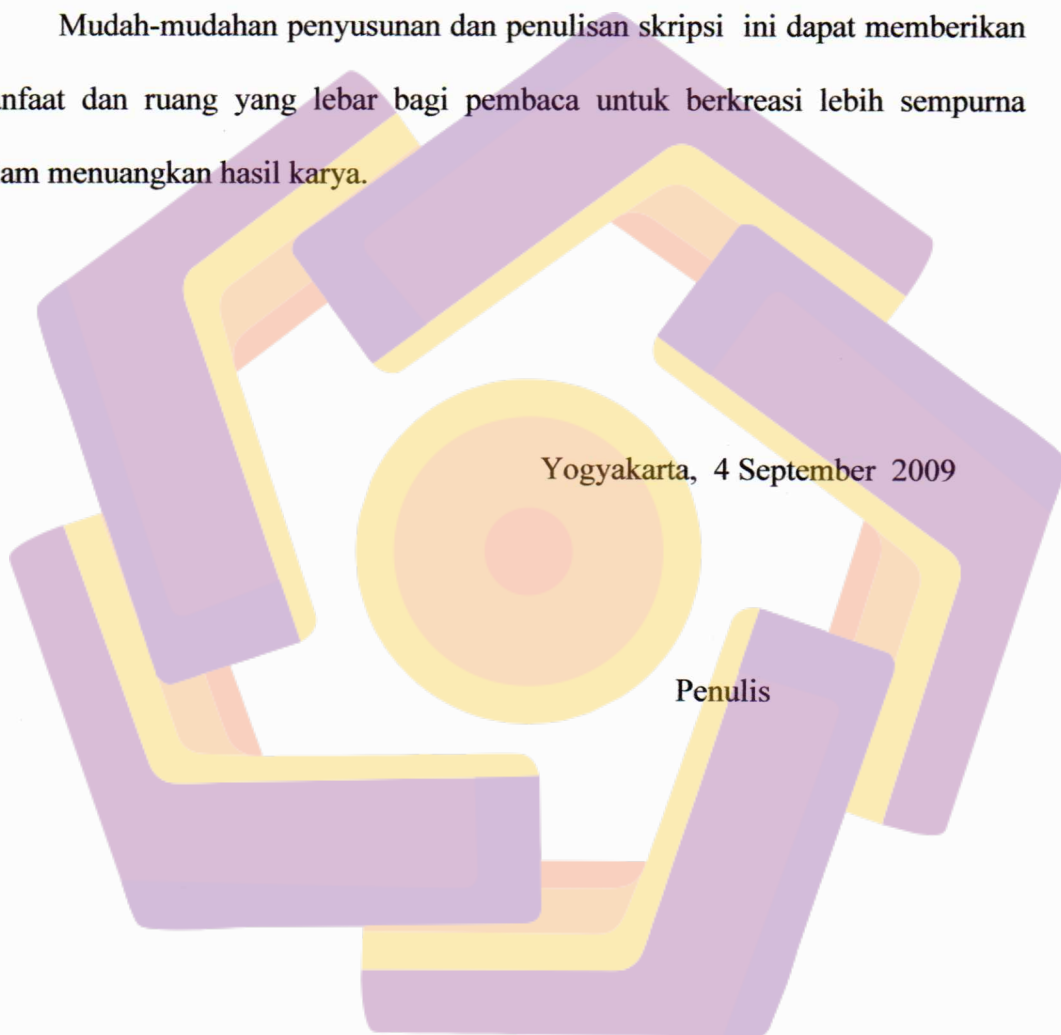 Mudah-mudahan penyusunan dan penulisan skripsi ini dapat memberikan
nfaat dan ruang yang lebar bagi pembaca untuk berkreasi lebih sempurna
am menuangkan hasil karya.
Yogyakarta, 4 September 2009
Penulis